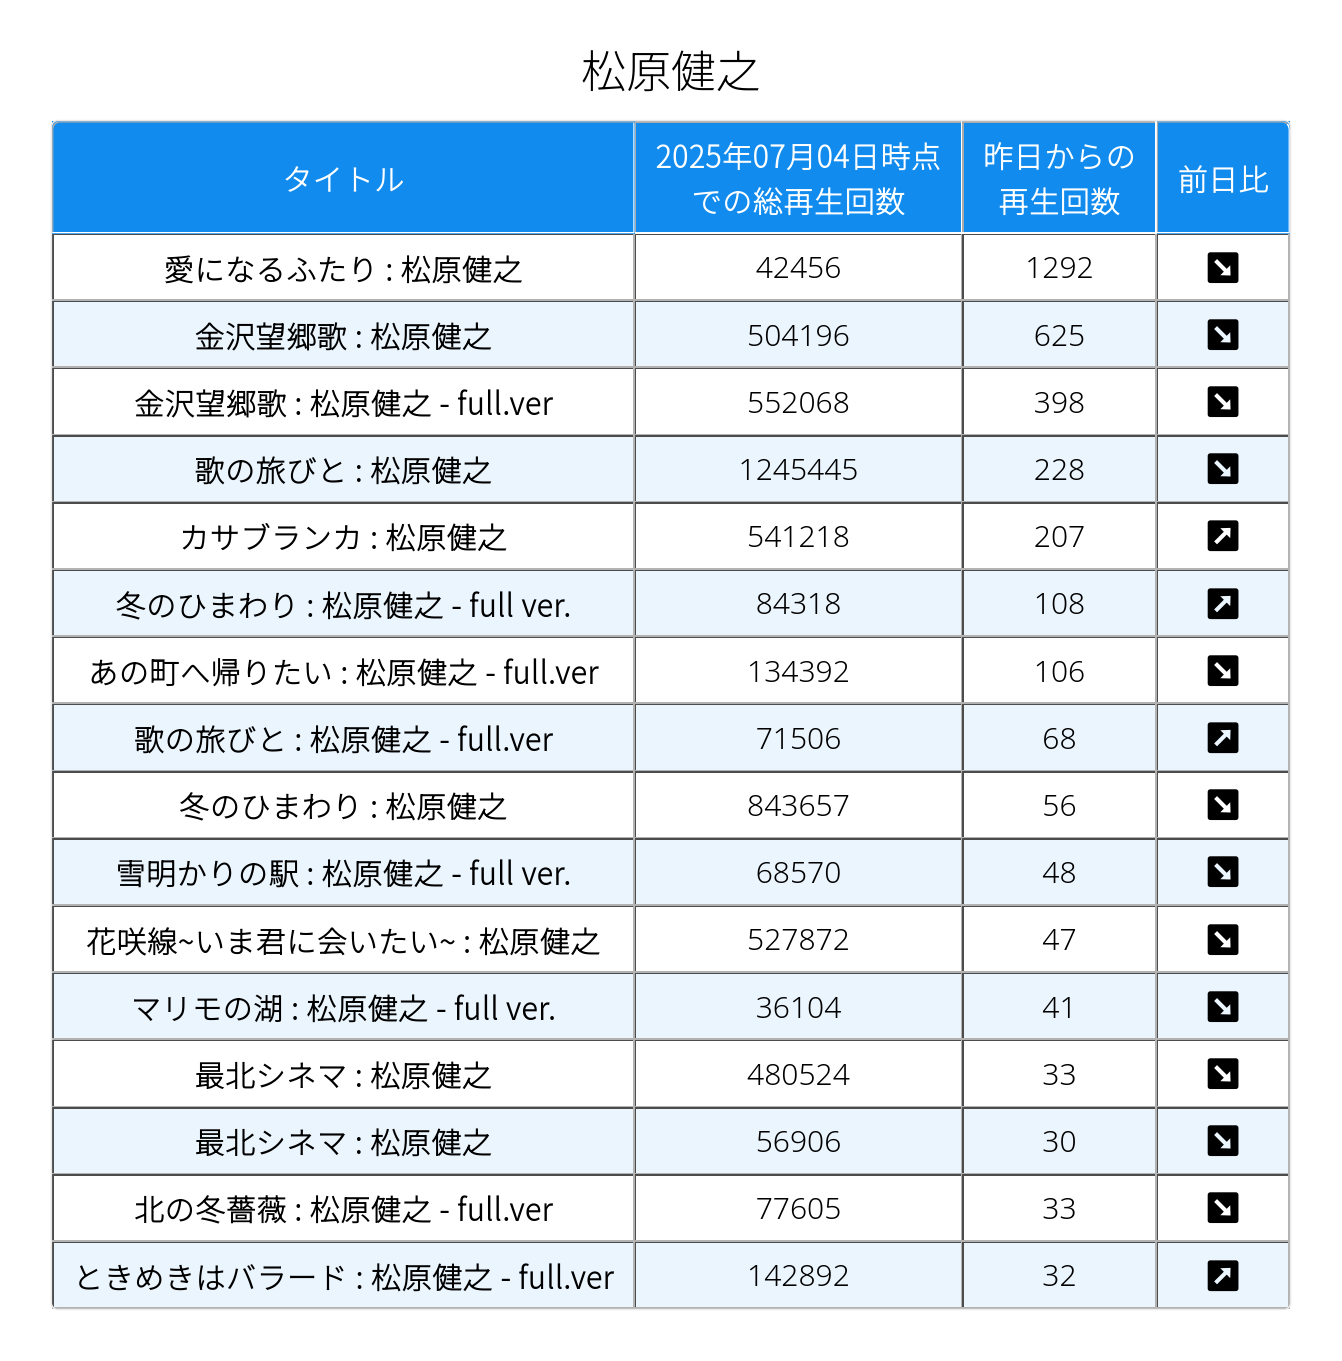 松原健之
タイトル
2025年07月04日時点
での総再生回数
昨日からの
再生回数
前日比
愛になるふたり : 松原健之 42456 1292 ↘
金沢望郷歌 : 松原健之 504196 625 ↘
金沢望郷歌 : 松原健之 - full.ver 552068 398 ↘
歌の旅びと : 松原健之 1245445 228 ↘
カサブランカ : 松原健之 541218 207 ↗
冬のひまわり : 松原健之 - full ver. 84318 108 ↗
あの町へ帰りたい : 松原健之 - full.ver 134392 106 ↘
歌の旅びと : 松原健之 - full.ver 71506 68 ↗
冬のひまわり : 松原健之 843657 56 ↘
雪明かりの駅 : 松原健之 - full ver. 68570 48 ↘
花咲線~いま君に会いたい~ : 松原健之 527872 47 ↘
マリモの湖 : 松原健之 - full ver. 36104 41 ↘
最北シネマ : 松原健之 480524 33 ↘
最北シネマ : 松原健之 56906 30 ↘
北の冬薔薇 : 松原健之 - full.ver 77605 33 ↘
ときめきはバラード : 松原健之 - full.ver 142892 32 ↗